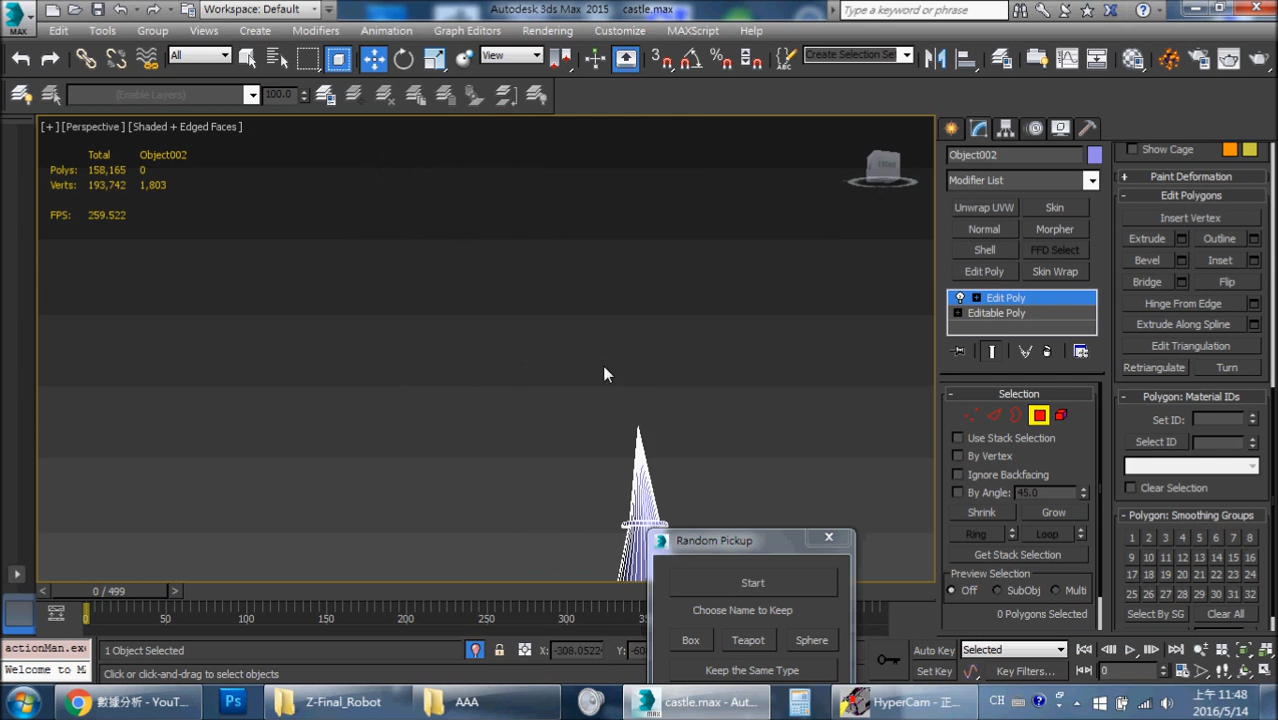 MAX
Workspace: Default
Autodesk 3ds Max 2015 castle.max
Type a keyword or phrase
Edit Tools Group Views Create Modifiers Animation Graph Editors Rendering Customize MAXScript Help
All
View
Create Selection Set
(Enable Layers) 100.0
[+] [Perspective ] [Shaded + Edged Faces ]
Total Object002
Polys: 158,165 0
Verts: 193,742 1,803
FPS: 259.522
Object002
Modifier List
Unwrap UVW Skin
Normal Morpher
Shell FFD Select
Edit Poly Skin Wrap
Edit Poly
Editable Poly
Selection
Use Stack Selection
By Vertex
Ignore Backfacing
By Angle: 45.0
Shrink Grow
Ring Loop
Get Stack Selection
Preview Selection
Off SubObj Multi
0 Polygons Selected
Show Cage
+ Paint Deformation
- Edit Polygons
Insert Vertex
Extrude Outline
Bevel Inset
Bridge Flip
Hinge From Edge
Extrude Along Spline
Edit Triangulation
Retriangulate Turn
- Polygon: Material IDs
Set ID:
Select ID
Clear Selection
- Polygon: Smoothing Groups
1 2 3 4 5 6 7 8
9 10 11 12 13 14 15 16
17 18 19 20 21 22 23 24
25 26 27 28 29 30 31 32
Select By SG Clear All
Random Pickup
Start
Choose Name to Keep
Box Teapot Sphere
Keep the Same Type
< 0 / 499 >
0 50 100 150 200 250 300
actionMan.exe
Welcome to M
1 Object Selected
Click or click-and-drag to select objects
X: -308.0522 Y:
Auto Key Selected
Set Key Key Filters...
0
數據分析 - YouT...
Ps
Z-Final_Robot
AAA
castle.max - Aut...
HyperCam - 正...
CH
上午 11:48
2016/5/14